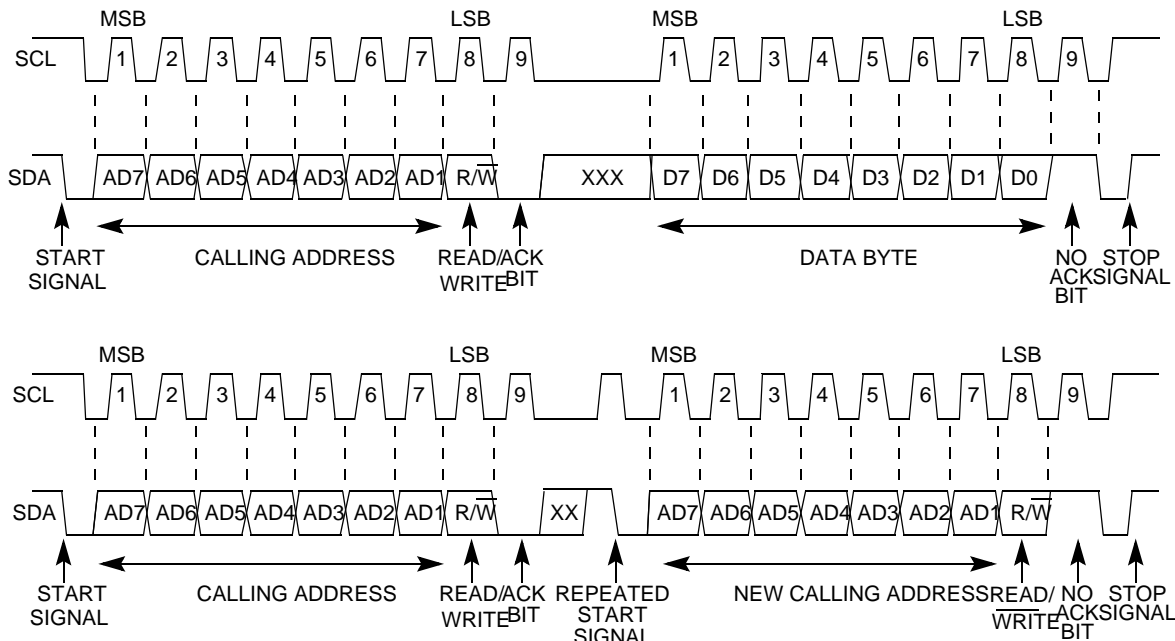 MSB LSB MSB LSB
SCL 1 2 3 4 5 6 7 8 9 1 2 3 4 5 6 7 8 9
SDA AD7 AD6 AD5 AD4 AD3 AD2 AD1 R/W XXX D7 D6 D5 D4 D3 D2 D1 D0
START SIGNAL
CALLING ADDRESS
READ/ WRITE
ACK BIT
DATA BYTE
NO ACK BIT
STOP SIGNAL
MSB LSB MSB LSB
SCL 1 2 3 4 5 6 7 8 9 1 2 3 4 5 6 7 8 9
SDA AD7 AD6 AD5 AD4 AD3 AD2 AD1 R/W XX AD7 AD6 AD5 AD4 AD3 AD2 AD1 R/W
START SIGNAL
CALLING ADDRESS
READ/ WRITE
ACK BIT
REPEATED START SIGNAL
NEW CALLING ADDRESS
READ/ WRITE
NO ACK BIT
STOP SIGNAL